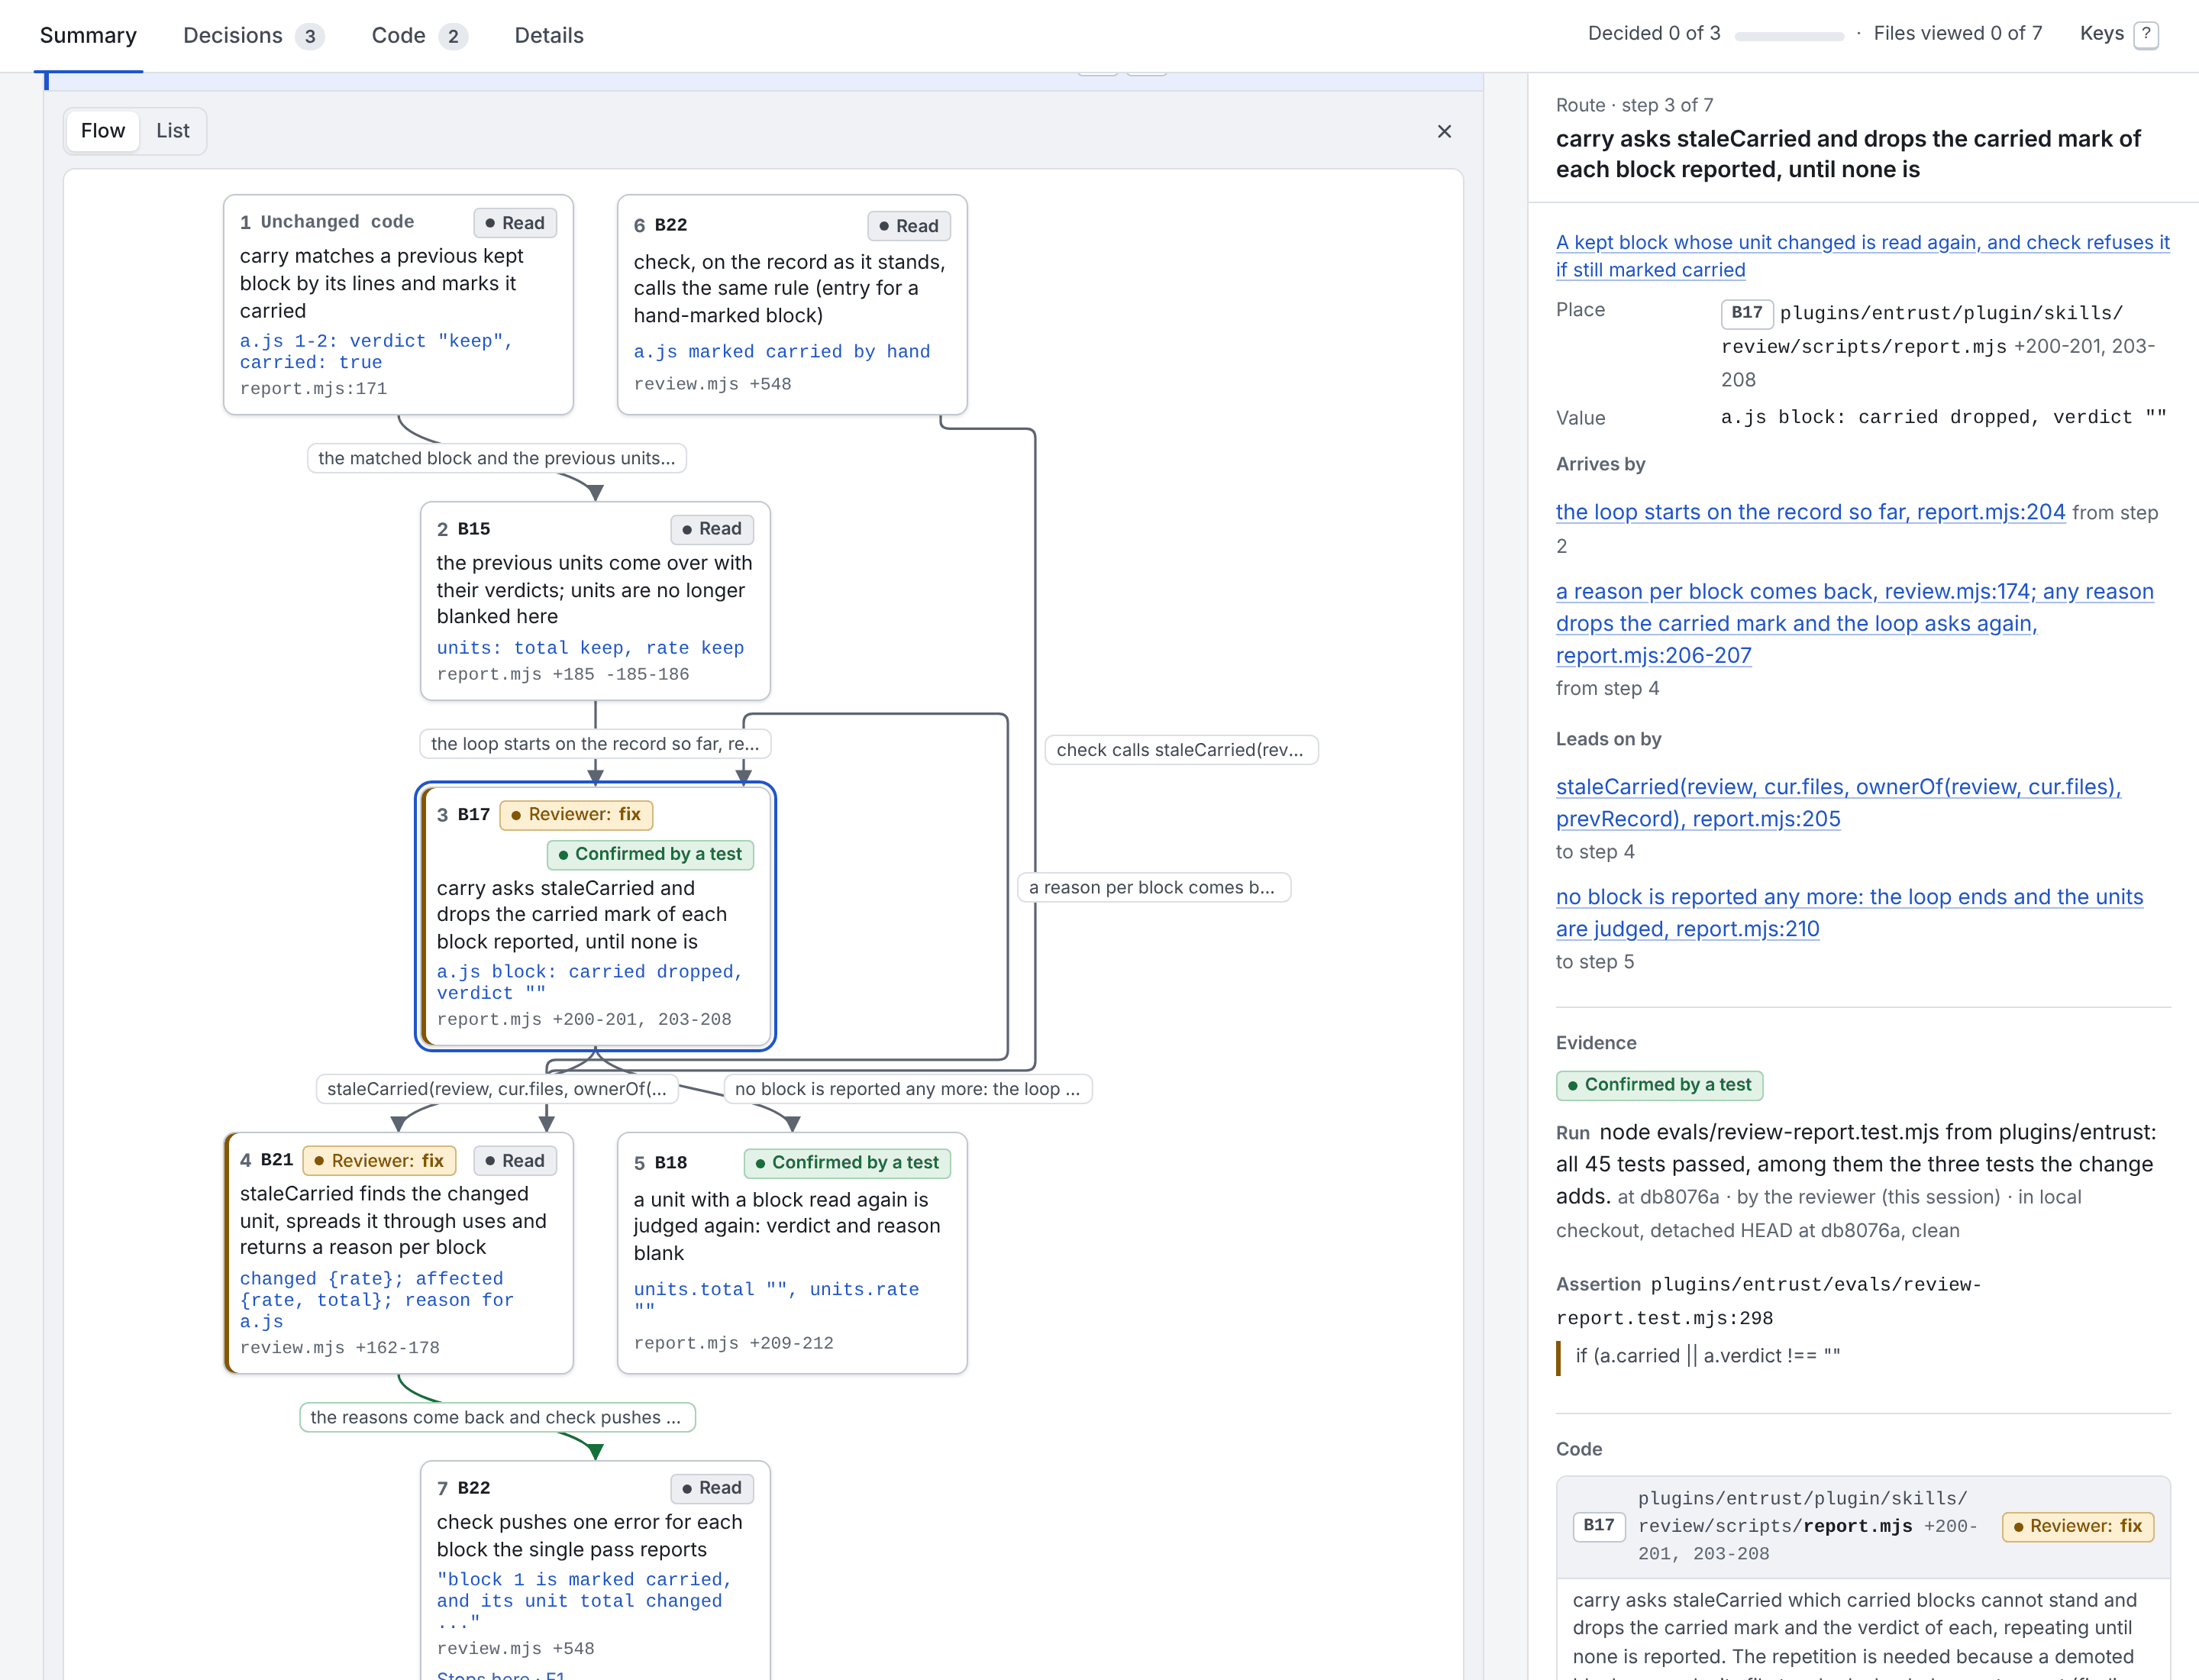 Summary
Decisions 3
Code 2
Details
Decided 0 of 3 · Files viewed 0 of 7
Keys ?
Flow
List
×
1 Unchanged code
Read
carry matches a previous kept
block by its lines and marks it
carried
a.js 1-2: verdict "keep",
carried: true
report.mjs:171
6 B22
Read
check, on the record as it stands,
calls the same rule (entry for a
hand-marked block)
a.js marked carried by hand
review.mjs +548
the matched block and the previous units...
2 B15
Read
the previous units come over with
their verdicts; units are no longer
blanked here
units: total keep, rate keep
report.mjs +185 -185-186
the loop starts on the record so far, re...
check calls staleCarried(rev...
3 B17
Reviewer: fix
Confirmed by a test
carry asks staleCarried and
drops the carried mark of each
block reported, until none is
a.js block: carried dropped,
verdict ""
report.mjs +200-201, 203-208
a reason per block comes b...
staleCarried(review, cur.files, ownerOf(...
no block is reported any more: the loop ...
4 B21
Reviewer: fix
Read
staleCarried finds the changed
unit, spreads it through uses and
returns a reason per block
changed {rate}; affected
{rate, total}; reason for
a.js
review.mjs +162-178
5 B18
Confirmed by a test
a unit with a block read again is
judged again: verdict and reason
blank
units.total "", units.rate
""
report.mjs +209-212
the reasons come back and check pushes ...
7 B22
Read
check pushes one error for each
block the single pass reports
"block 1 is marked carried,
and its unit total changed
..."
review.mjs +548
Stops here · F1
Route · step 3 of 7
carry asks staleCarried and drops the carried mark of
each block reported, until none is
A kept block whose unit changed is read again, and check refuses it
if still marked carried
Place
B17 plugins/entrust/plugin/skills/
review/scripts/report.mjs +200-201, 203-
208
Value
a.js block: carried dropped, verdict ""
Arrives by
the loop starts on the record so far, report.mjs:204 from step
2
a reason per block comes back, review.mjs:174; any reason
drops the carried mark and the loop asks again,
report.mjs:206-207
from step 4
Leads on by
staleCarried(review, cur.files, ownerOf(review, cur.files),
prevRecord), report.mjs:205
to step 4
no block is reported any more: the loop ends and the units
are judged, report.mjs:210
to step 5
Evidence
Confirmed by a test
Run node evals/review-report.test.mjs from plugins/entrust:
all 45 tests passed, among them the three tests the change
adds. at db8076a · by the reviewer (this session) · in local
checkout, detached HEAD at db8076a, clean
Assertion plugins/entrust/evals/review-
report.test.mjs:298
if (a.carried || a.verdict !== ""
Code
B17
plugins/entrust/plugin/skills/
review/scripts/report.mjs +200-
201, 203-208
Reviewer: fix
carry asks staleCarried which carried blocks cannot stand and
drops the carried mark and the verdict of each, repeating until
none is reported. The repetition is needed because a demoted